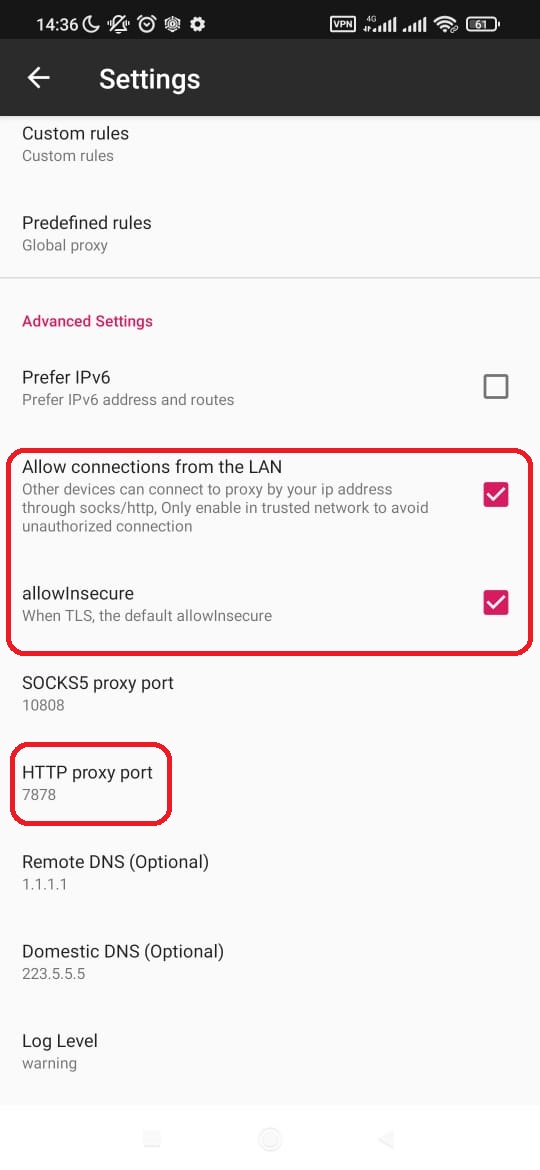 14:36 VPN 4G 61
Settings
Custom rules
Custom rules
Predefined rules
Global proxy
Advanced Settings
Prefer IPv6
Prefer IPv6 address and routes
Allow connections from the LAN
Other devices can connect to proxy by your ip address
through socks/http, Only enable in trusted network to avoid
unauthorized connection
allowInsecure
When TLS, the default allowInsecure
SOCKS5 proxy port
10808
HTTP proxy port
7878
Remote DNS (Optional)
1.1.1.1
Domestic DNS (Optional)
223.5.5.5
Log Level
warning